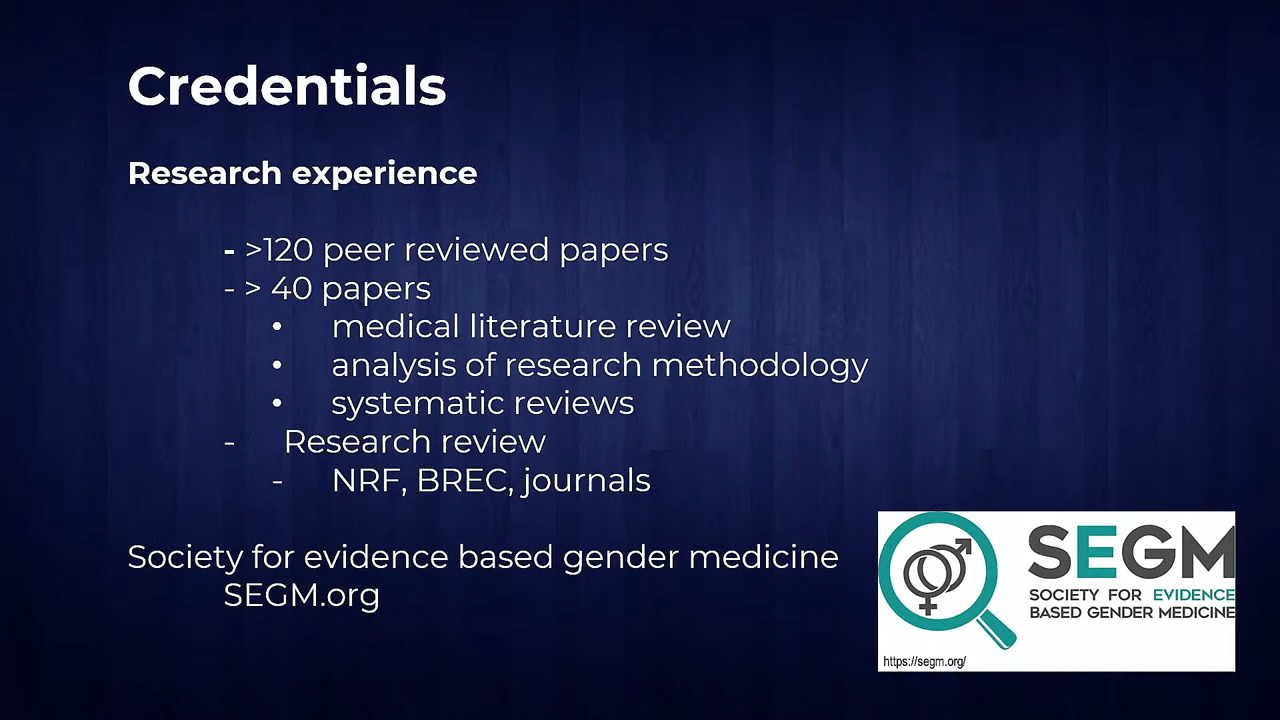 Credentials
Research experience
- >120 peer reviewed papers
- > 40 papers
• medical literature review
• analysis of research methodology
• systematic reviews
- Research review
- NRF, BREC, journals
Society for evidence based gender medicine
SEGM.org
SEGM
SOCIETY FOR EVIDENCE
BASED GENDER MEDICINE
https://segm.org/